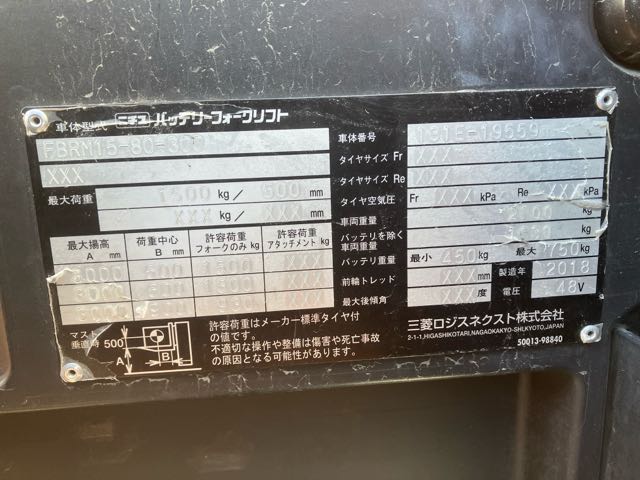 車体型式 ニチユ バッテリーフォークリフト
FBRM15-80-300
XXX
最大荷重 1500 kg/ 500 mm
XXX kg/ XXX mm
最大揚高 A mm 荷重中心 B mm 許容荷重 フォークのみ kg 許容荷重 アタッチメント kg
3000
マスト垂直時 500 A B
許容荷重はメーカー標準タイヤ付
の値です。
不適切な操作や整備は傷害や死亡事故
の原因となる可能性があります。
車体番号 191E-19559
タイヤサイズ Fr XXX
タイヤサイズ Re XXX
タイヤ空気圧 Fr XXX kPa Re XXX kPa
車両重量
バッテリを除く
車両重量
バッテリ重量 最小 450 kg 最大 750 kg
前輪トレッド XXX mm 製造年 2018
最大後傾角 XXX 度 電圧 48 V
三菱ロジスネクスト株式会社
2-1-1,HIGASHIKOTARI,NAGAOKAKYO-SHI,KYOTO,JAPAN
50013-98840